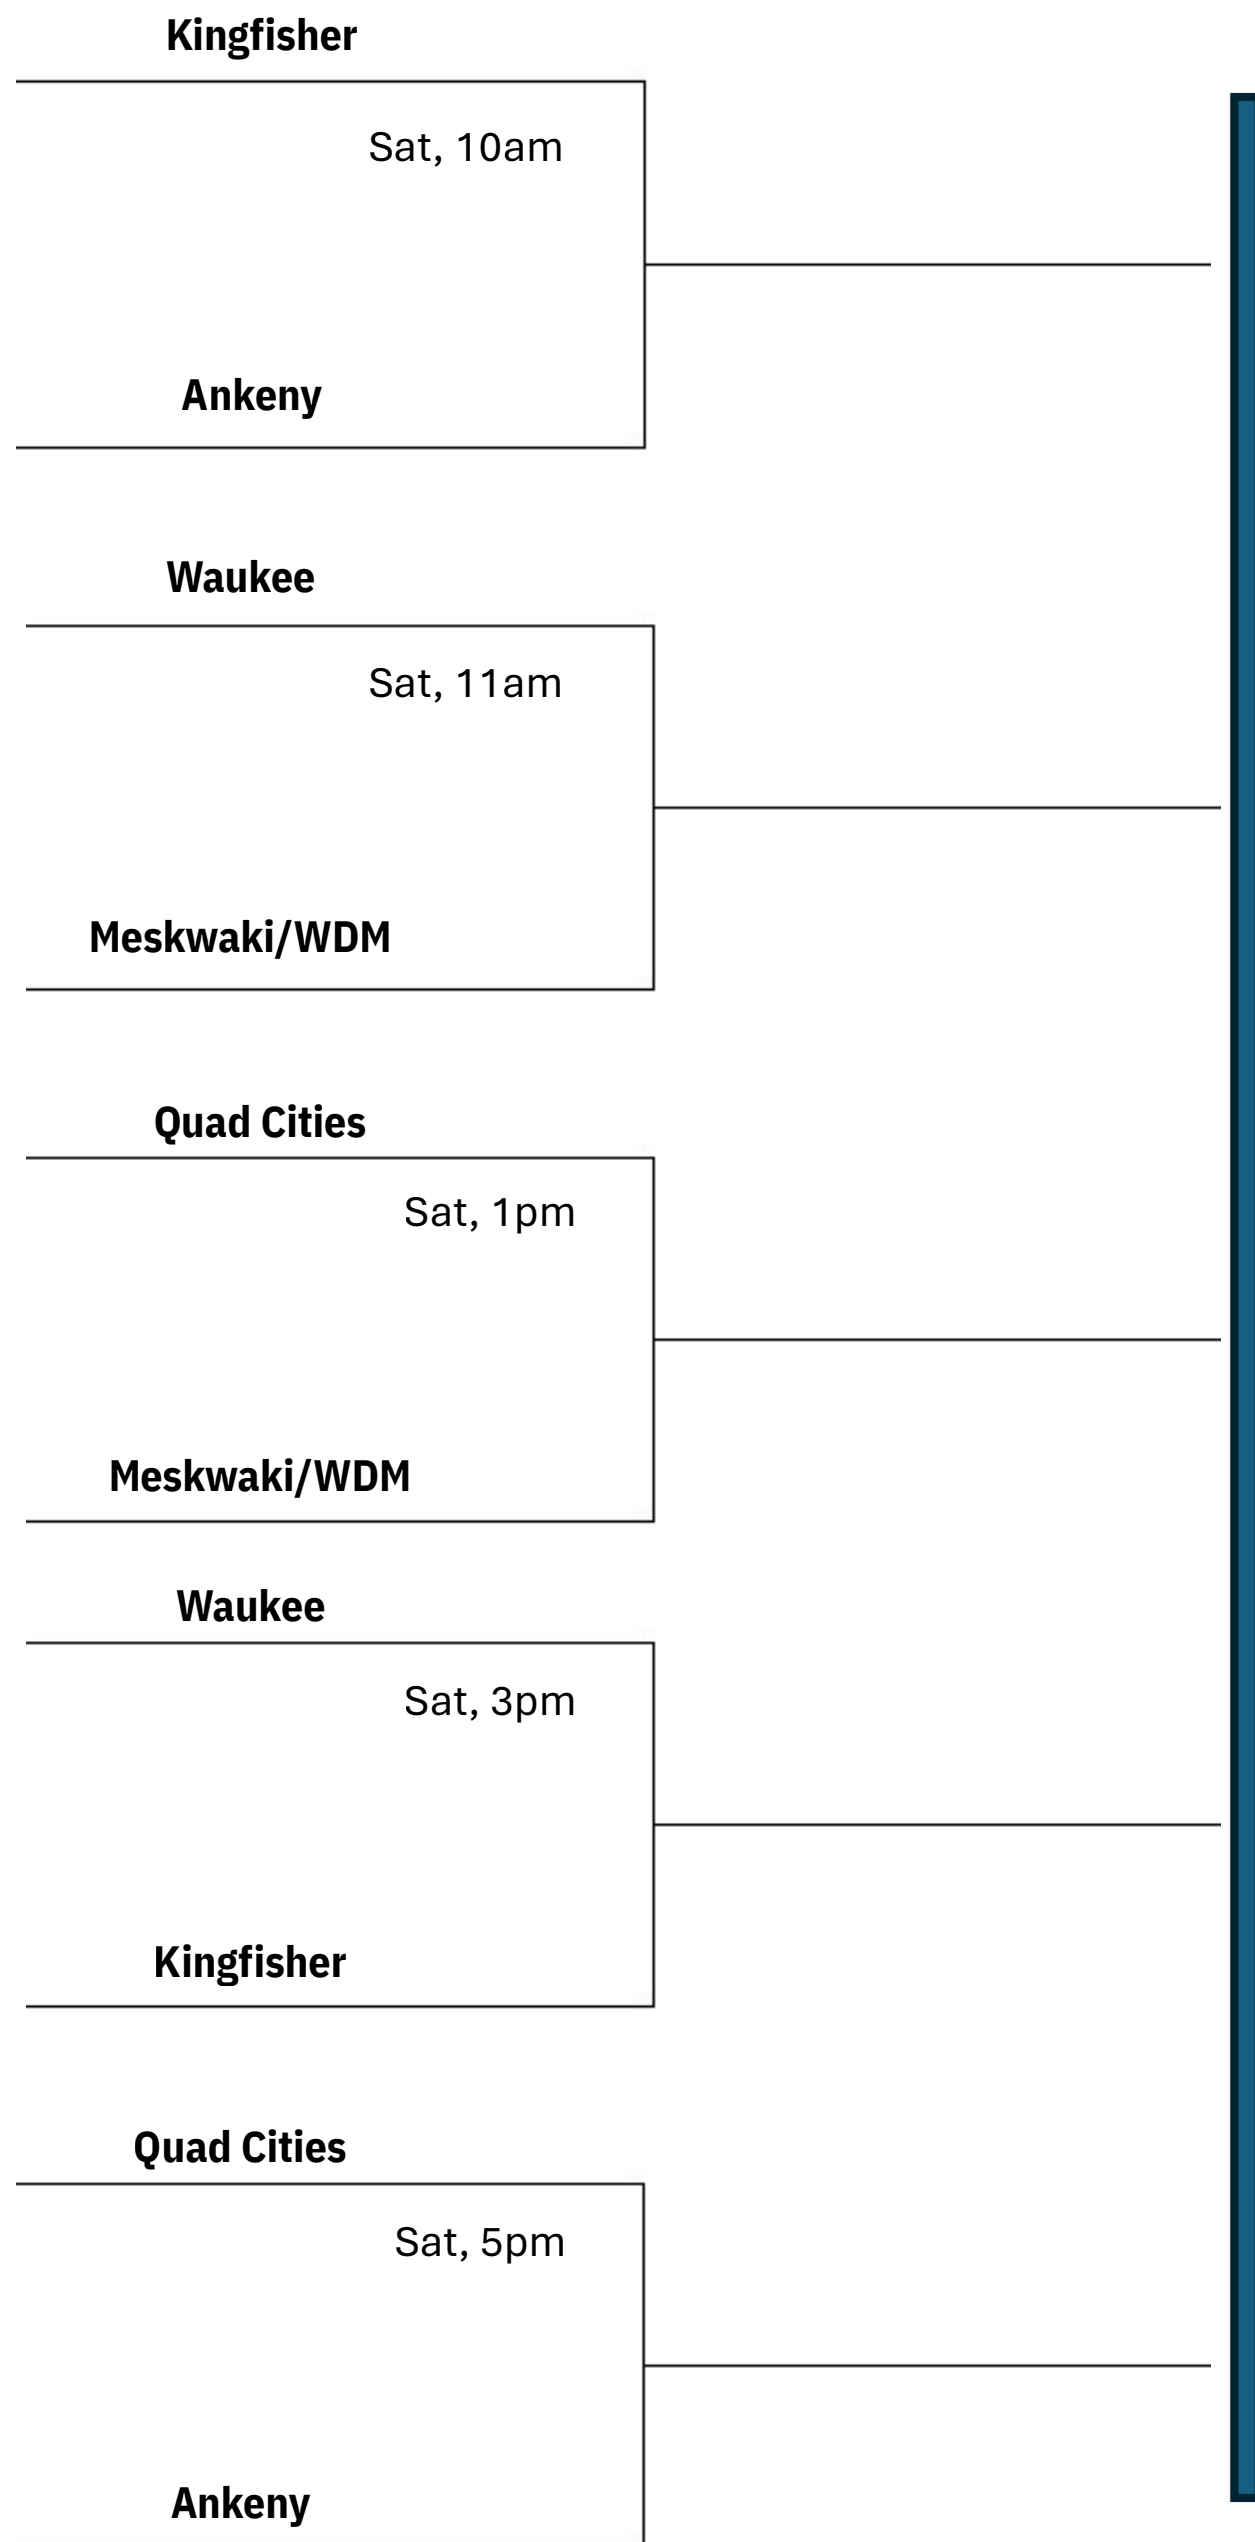 Kingfisher
Sat, 10am
Ankeny
Waukee
Sat, 11am
Meskwaki/WDM
Quad Cities
Sat, 1pm
Meskwaki/WDM
Waukee
Sat, 3pm
Kingfisher
Quad Cities
Sat, 5pm
Ankeny